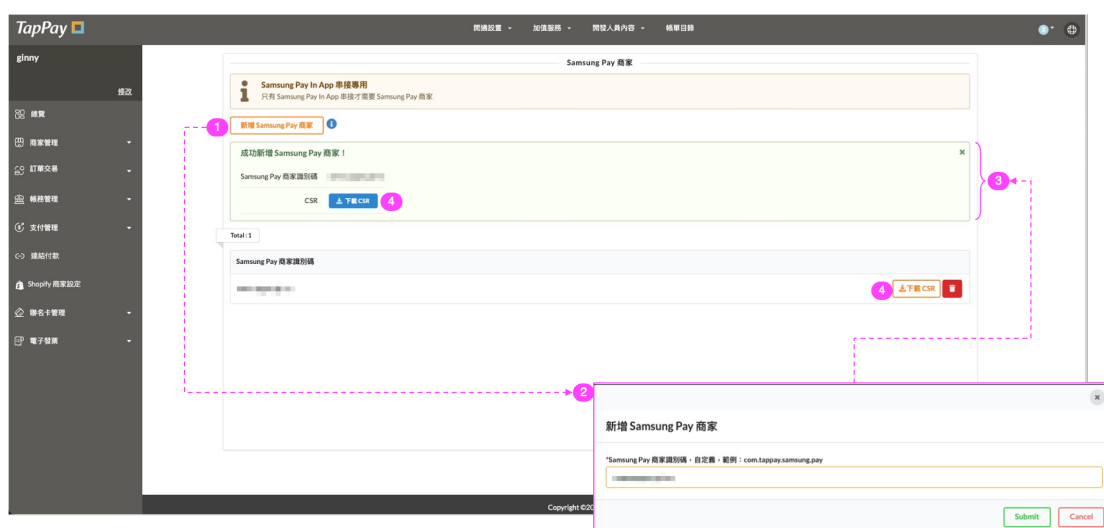 TapPay
開通設置
加值服務
開發人員內容
帳單目錄
ginny
修改
總覽
商家管理
訂單交易
帳務管理
支付管理
連結付款
Shopify 商家設定
聯名卡管理
電子發票
Samsung Pay 商家
Samsung Pay In App 串接專用
只有 Samsung Pay In App 串接才需要 Samsung Pay 商家
1
新增 Samsung Pay 商家
成功新增 Samsung Pay 商家！
Samsung Pay 商家識別碼
CSR
下載 CSR
4
3
Total : 1
Samsung Pay 商家識別碼
4
下載 CSR
2
新增 Samsung Pay 商家
*Samsung Pay 商家識別碼，自定義，範例：com.tappay.samsung.pay
Submit
Cancel
Copyright ©20